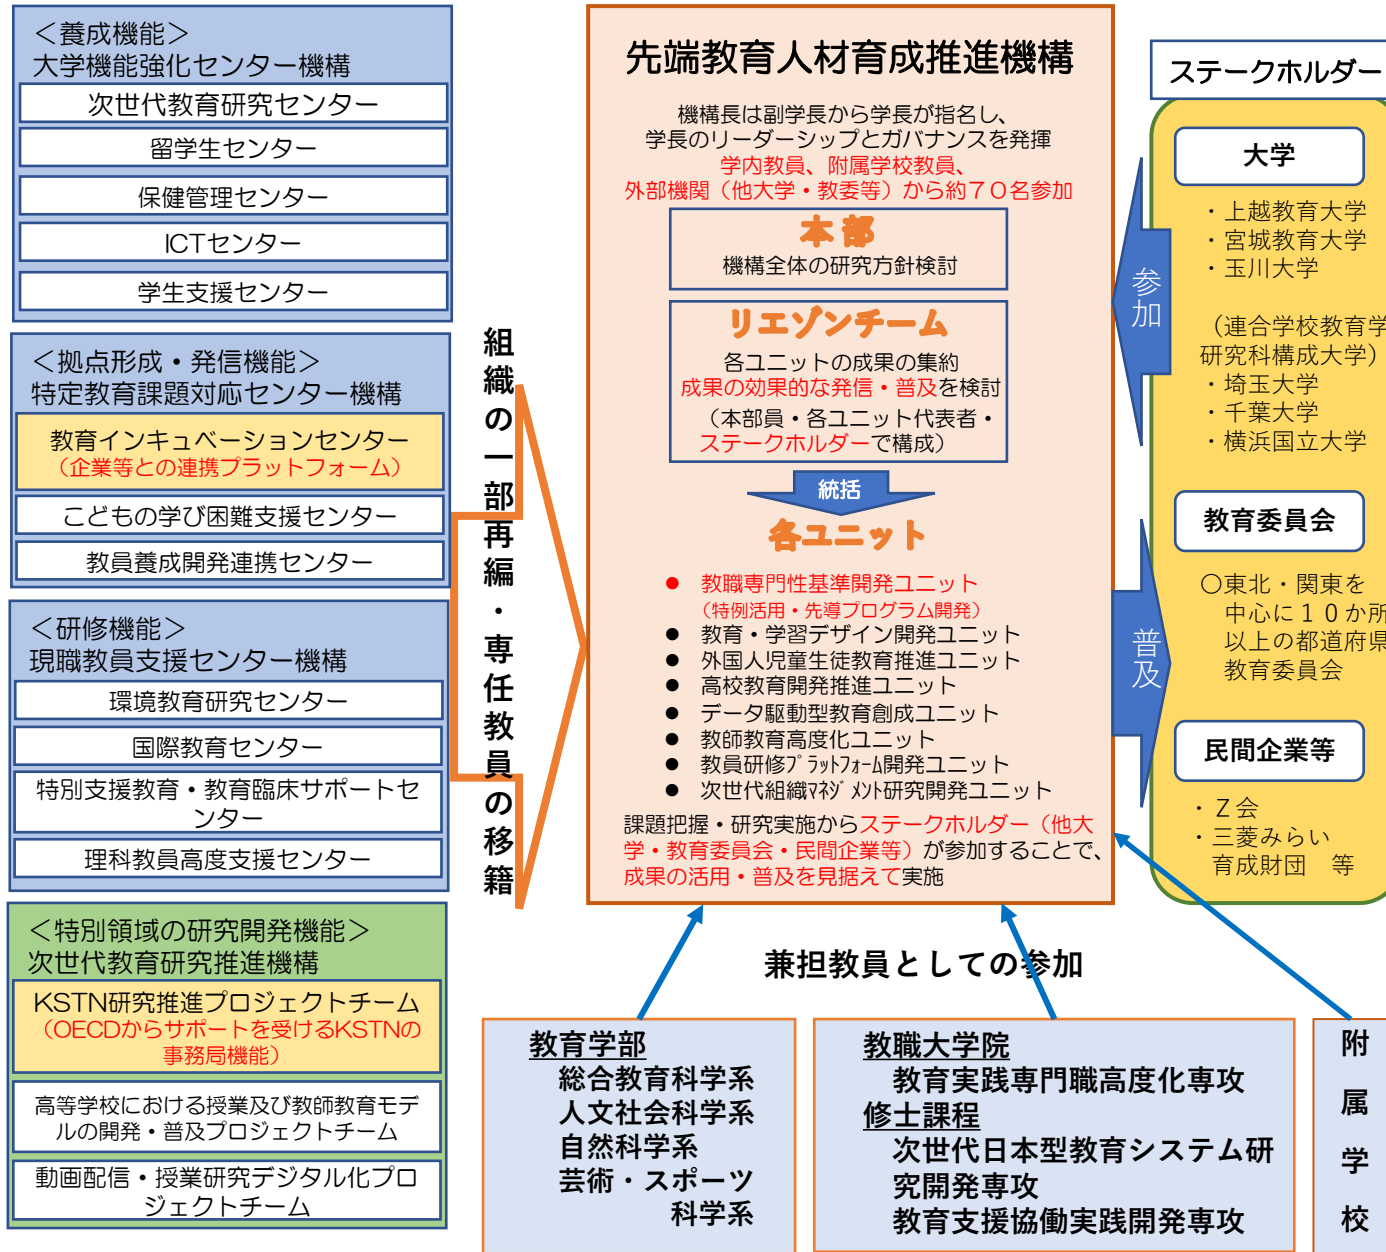 ＜養成機能＞
大学機能強化センター機構
次世代教育研究センター
留学生センター
保健管理センター
ICTセンター
学生支援センター
＜拠点形成・発信機能＞
特定教育課題対応センター機構
教育インキュベーションセンター
（企業等との連携プラットフォーム）
こどもの学び困難支援センター
教員養成開発連携センター
＜研修機能＞
現職教員支援センター機構
環境教育研究センター
国際教育センター
特別支援教育・教育臨床サポートセ
ンター
理科教員高度支援センター
＜特別領域の研究開発機能＞
次世代教育研究推進機構
KSTN研究推進プロジェクトチーム
（OECDからサポートを受けるKSTNの
事務局機能）
高等学校における授業及び教師教育モデ
ルの開発・普及プロジェクトチーム
動画配信・授業研究デジタル化プロ
ジェクトチーム
組織の一部再編・専任教員の移籍
先端教育人材育成推進機構
機構長は副学長から学長が指名し、
学長のリーダーシップとガバナンスを発揮
学内教員、附属学校教員、
外部機関（他大学・教委等）から約７０名参加
本部
機構全体の研究方針検討
リエゾンチーム
各ユニットの成果の集約
成果の効果的な発信・普及を検討
（本部員・各ユニット代表者・
ステークホルダーで構成）
統括
各ユニット
● 教職専門性基準開発ユニット
（特例活用・先導プログラム開発）
● 教育・学習デザイン開発ユニット
● 外国人児童生徒教育推進ユニット
● 高校教育開発推進ユニット
● データ駆動型教育創成ユニット
● 教師教育高度化ユニット
● 教員研修ﾌﾟﾗｯﾄﾌｫｰﾑ開発ユニット
● 次世代組織ﾏﾈｼﾞﾒﾝﾄ研究開発ユニット
課題把握・研究実施からステークホルダー（他大
学・教育委員会・民間企業等）が参加することで、
成果の活用・普及を見据えて実施
参加
普及
ステークホルダー
大学
・上越教育大学
・宮城教育大学
・玉川大学
（連合学校教育学
研究科構成大学）
・埼玉大学
・千葉大学
・横浜国立大学
教育委員会
○東北・関東を
中心に１０か所
以上の都道府県
教育委員会
民間企業等
・Ｚ会
・三菱みらい
育成財団　等
兼担教員としての参加
教育学部
総合教育科学系
人文社会科学系
自然科学系
芸術・スポーツ
科学系
教職大学院
教育実践専門職高度化専攻
修士課程
次世代日本型教育システム研
究開発専攻
教育支援協働実践開発専攻
附属学校